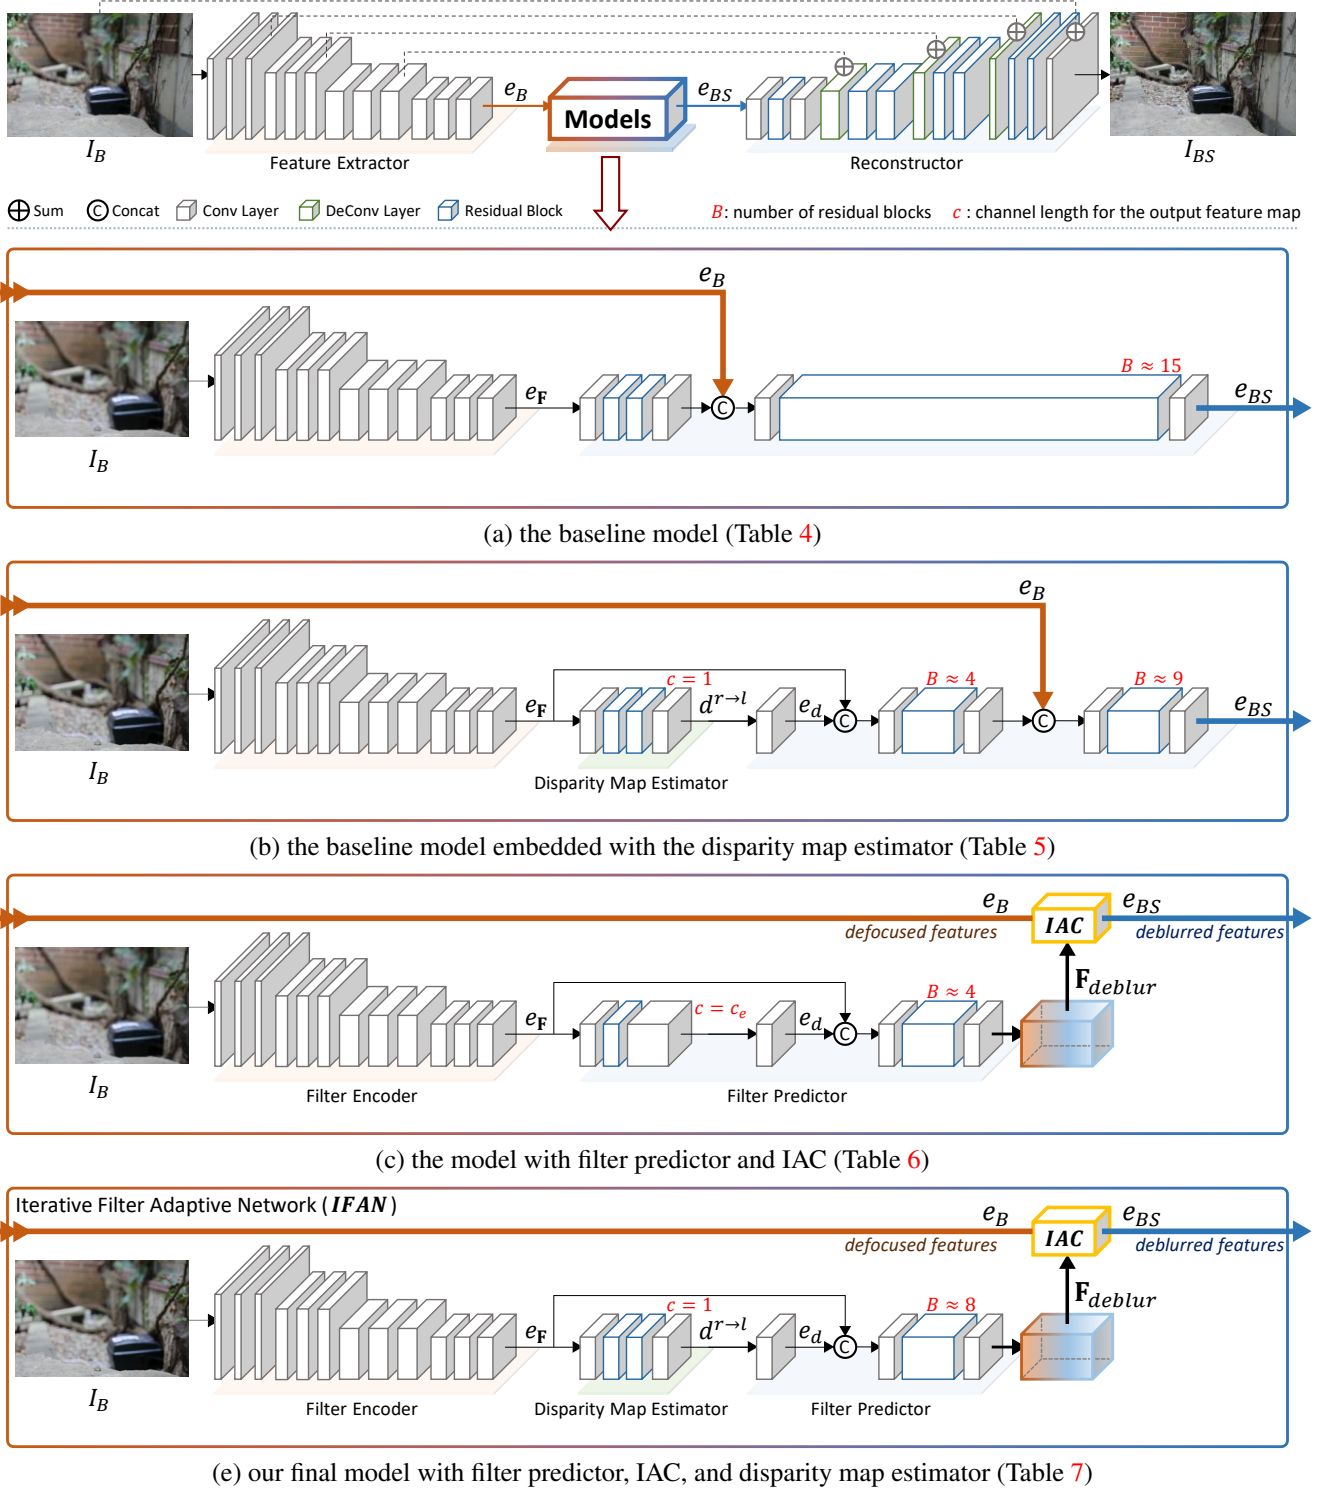 e_B
Models
e_BS
I_B
Feature Extractor
Reconstructor
I_BS
Sum
C Concat
Conv Layer
DeConv Layer
Residual Block
B: number of residual blocks
c : channel length for the output feature map
e_B
B ≈ 15
e_F
C
e_BS
I_B
(a) the baseline model (Table 4)
e_B
c = 1
B ≈ 4
B ≈ 9
e_F
d^{r→l}
e_d
C
C
e_BS
I_B
Disparity Map Estimator
(b) the baseline model embedded with the disparity map estimator (Table 5)
e_B
IAC
e_BS
defocused features
deblurred features
F_deblur
B ≈ 4
c = c_e
e_F
e_d
C
I_B
Filter Encoder
Filter Predictor
(c) the model with filter predictor and IAC (Table 6)
Iterative Filter Adaptive Network (IFAN)
e_B
IAC
e_BS
defocused features
deblurred features
F_deblur
c = 1
B ≈ 8
e_F
d^{r→l}
e_d
C
I_B
Filter Encoder
Disparity Map Estimator
Filter Predictor
(e) our final model with filter predictor, IAC, and disparity map estimator (Table 7)